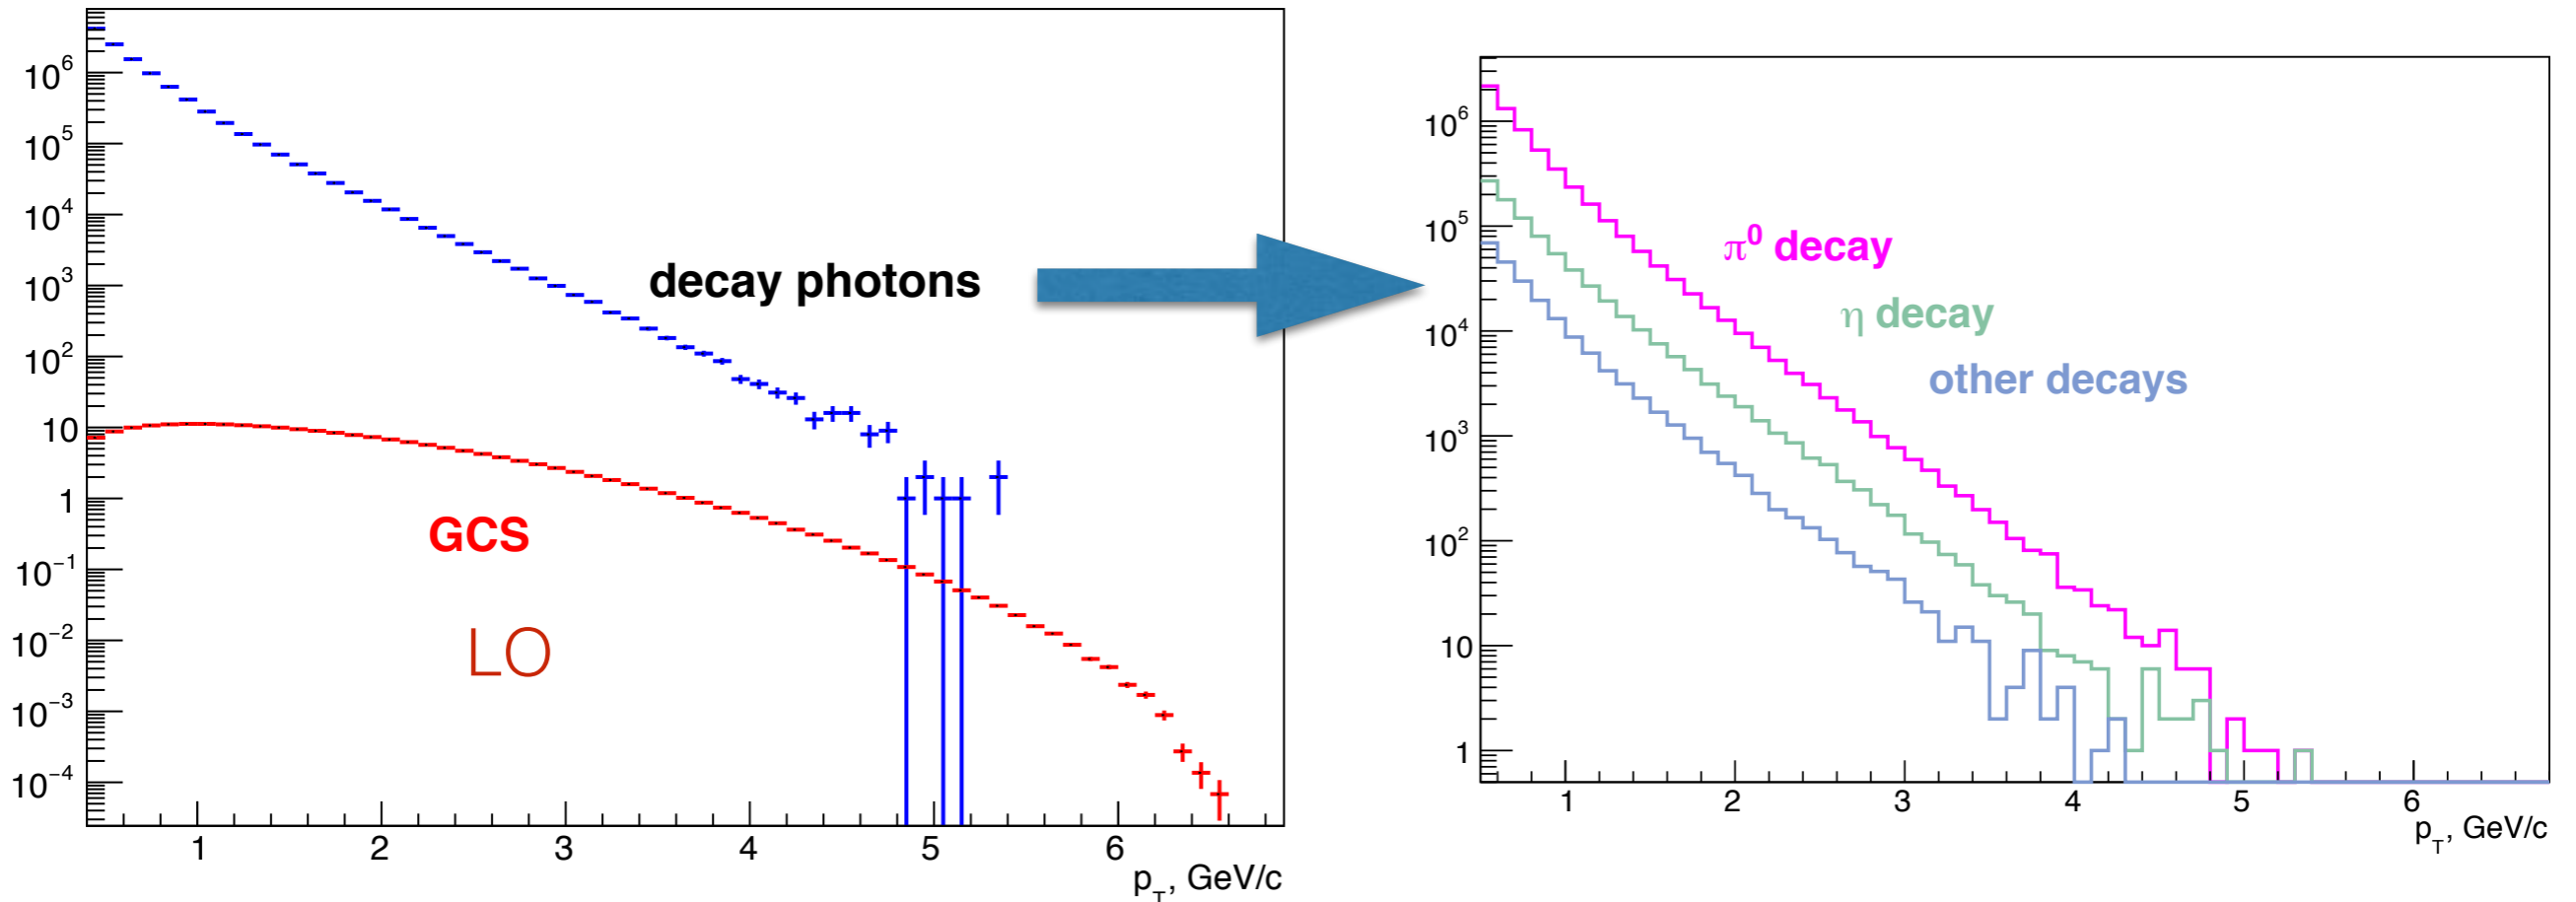 10^6
10^5
10^4
10^3
10^2
10
1
10^-1
10^-2
10^-3
10^-4
decay photons
GCS
LO
1 2 3 4 5 6
p_T, GeV/c
10^6
10^5
10^4
10^3
10^2
10
1
π^0 decay
η decay
other decays
1 2 3 4 5 6
p_T, GeV/c